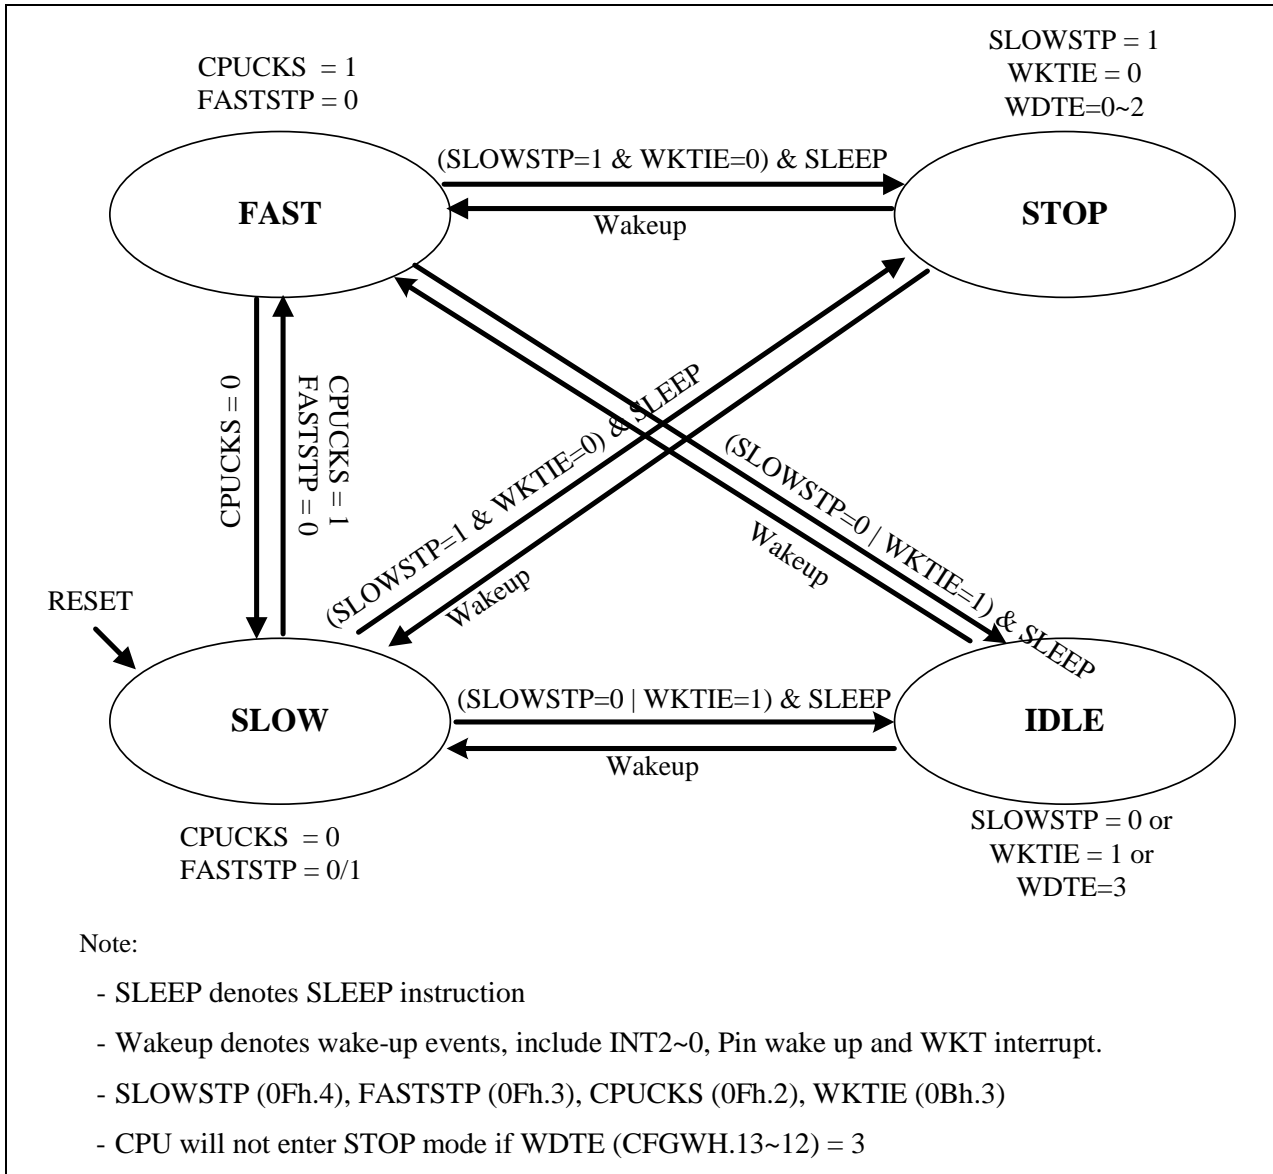 CPUCKS = 1
FASTSTP = 0
SLOWSTP = 1
WKTIE = 0
WDTE=0~2
(SLOWSTP=1 & WKTIE=0) & SLEEP
FAST
STOP
Wakeup
CPUCKS = 0
CPUCKS = 1
FASTSTP = 0
(SLOWSTP=1 & WKTIE=0) & SLEEP
Wakeup
(SLOWSTP=0 | WKTIE=1) & SLEEP
Wakeup
RESET
SLOW
(SLOWSTP=0 | WKTIE=1) & SLEEP
IDLE
Wakeup
CPUCKS = 0
FASTSTP = 0/1
SLOWSTP = 0 or
WKTIE = 1 or
WDTE=3
Note:
- SLEEP denotes SLEEP instruction
- Wakeup denotes wake-up events, include INT2~0, Pin wake up and WKT interrupt.
- SLOWSTP (0Fh.4), FASTSTP (0Fh.3), CPUCKS (0Fh.2), WKTIE (0Bh.3)
- CPU will not enter STOP mode if WDTE (CFGWH.13~12) = 3